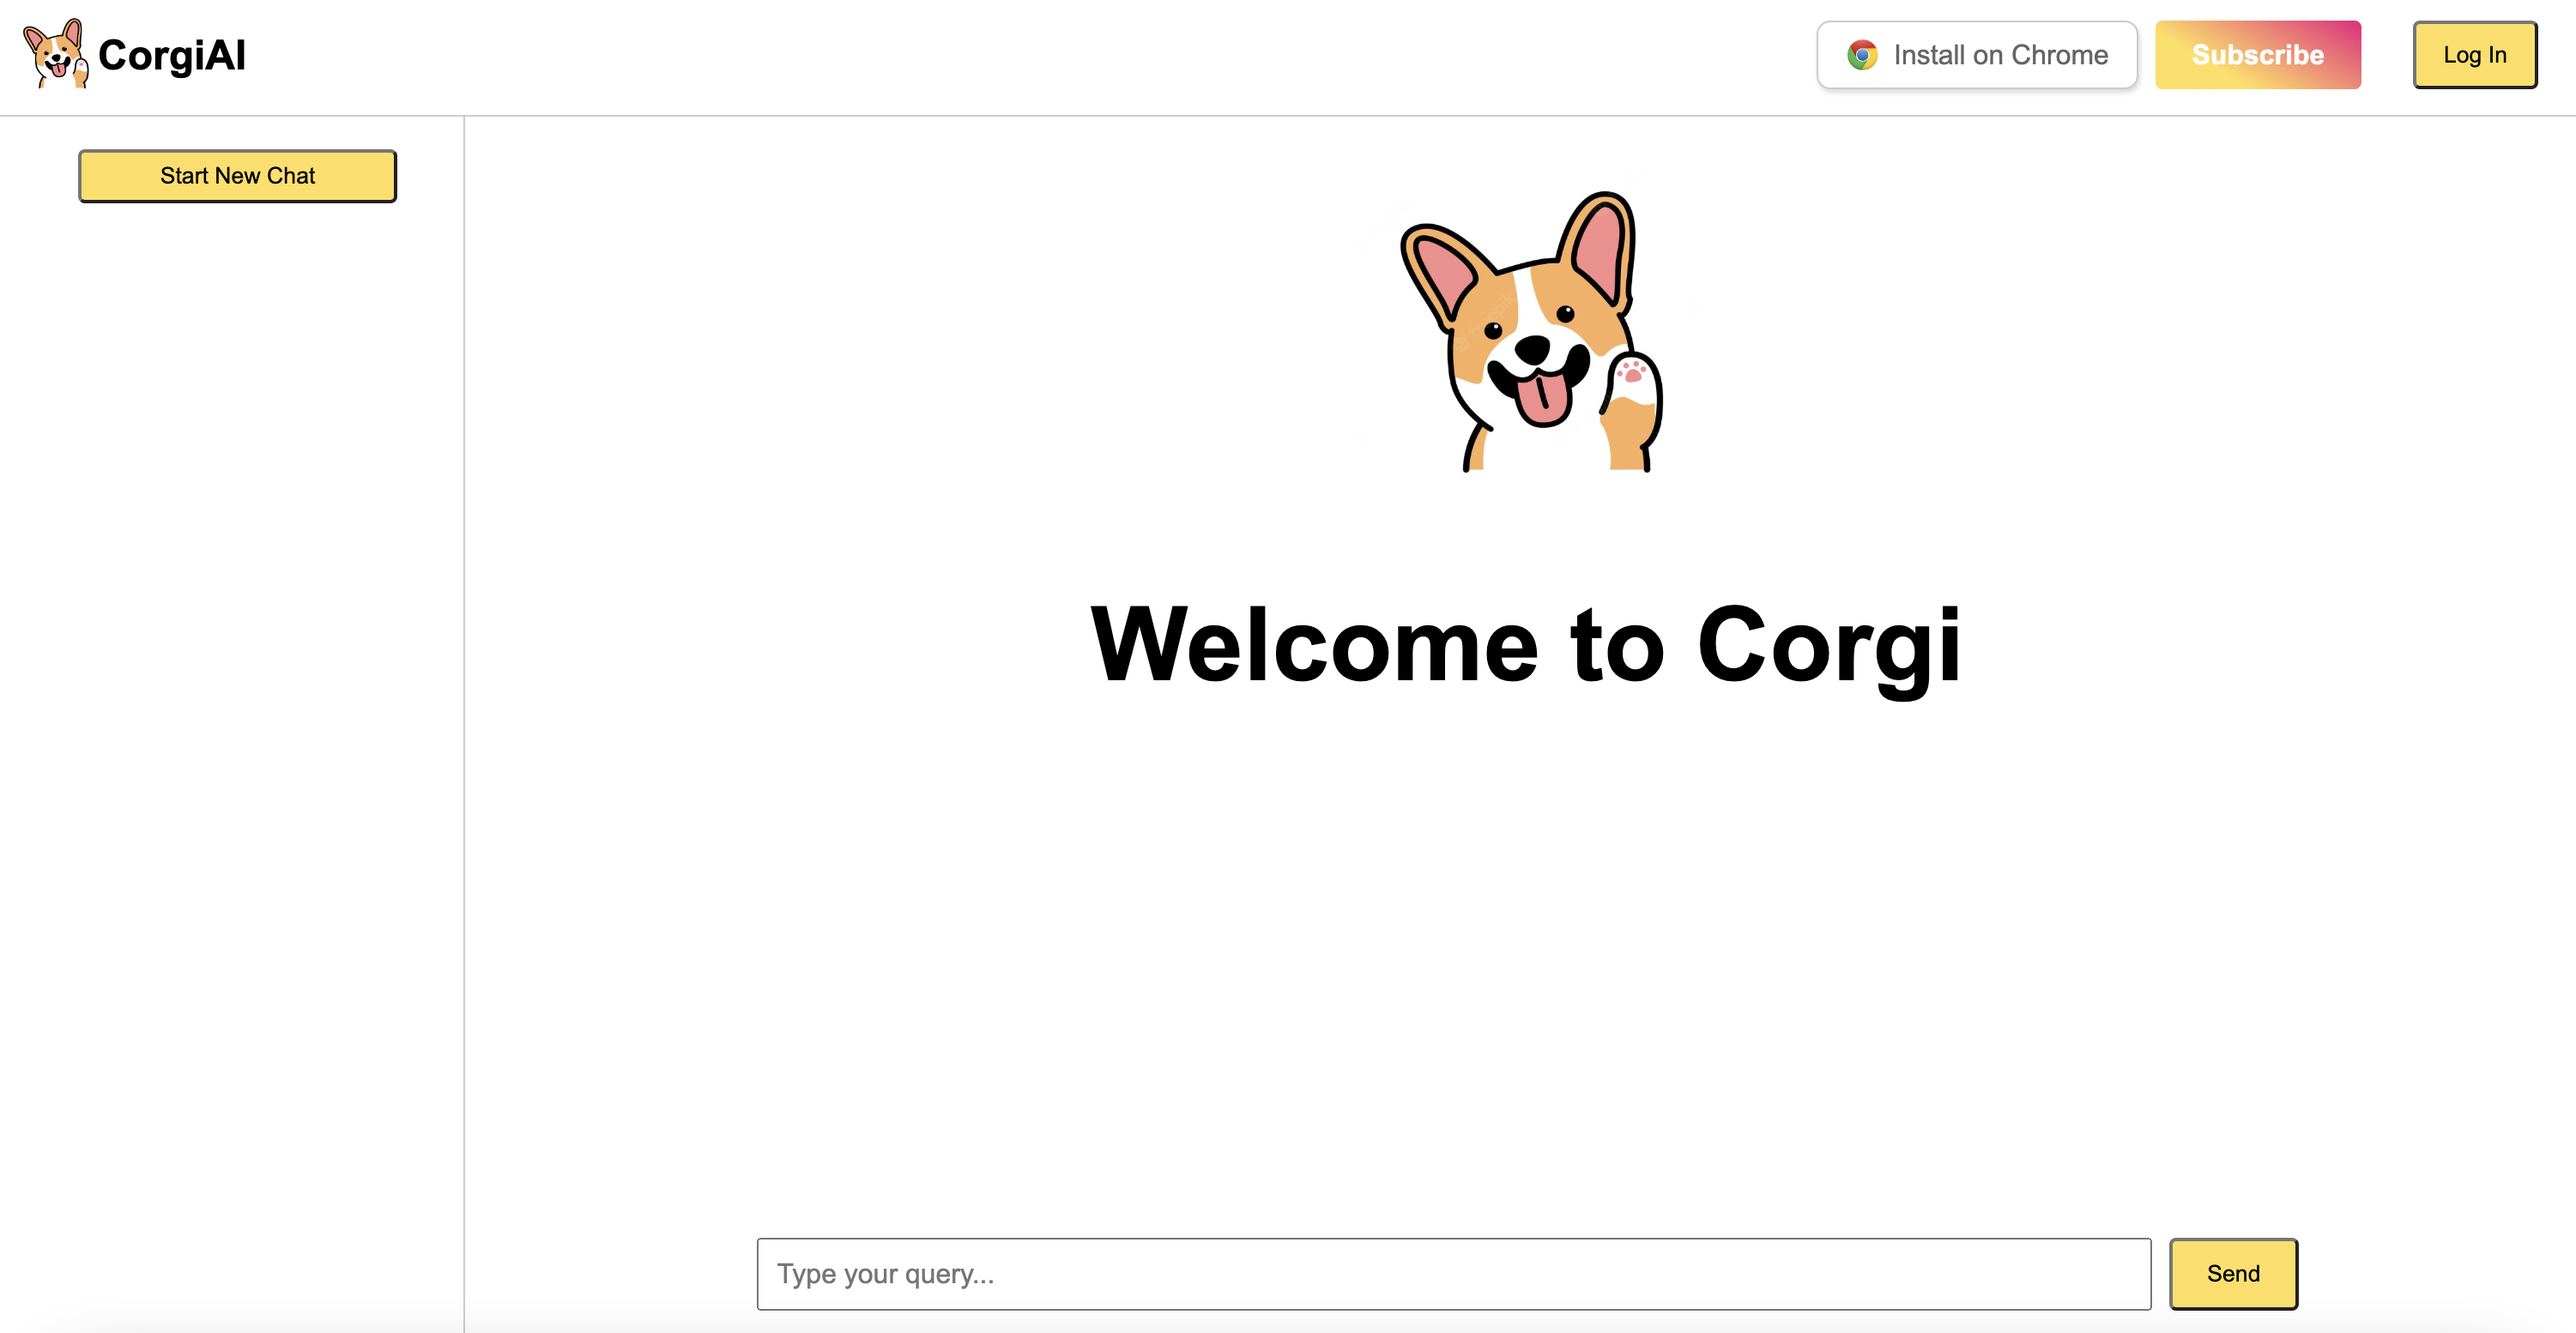 CorgiAI
Install on Chrome
Subscribe
Log In
Start New Chat
Welcome to Corgi
Type your query...
Send